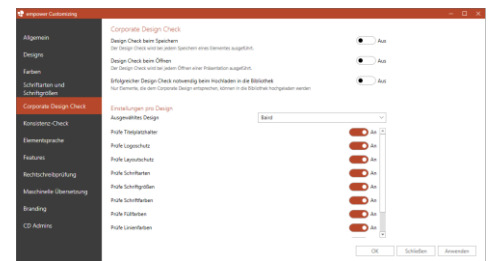 empower Customizing
Allgemein
Designs
Farben
Schriftarten und
Schriftgrößen
Corporate Design Check
Konsistenz-Check
Elementsprache
Features
Rechtschreibprüfung
Maschinelle Übersetzung
Branding
CD Admins
Corporate Design Check
Design Check beim Speichern
Aus
Der Design Check wird bei jedem Speichern eines Elementes ausgeführt.
Design Check beim Öffnen
Aus
Der Design Check wird bei jedem Öffnen einer Präsentation ausgeführt.
Erfolgreicher Design Check notwendig beim Hochladen in die Bibliothek
Aus
Nur Elemente, die dem Corporate Design entsprechen, können in die Bibliothek hochgeladen werden
Einstellungen pro Design
Ausgewähltes Design
Band
Prüfe Titelplatzhalter
An
Prüfe Logoschutz
An
Prüfe Layoutschutz
An
Prüfe Schriftarten
An
Prüfe Schriftgrößen
An
Prüfe Schriftfarben
An
Prüfe Füllfarben
An
Prüfe Linienfarben
An
OK
Schließen
Anwenden